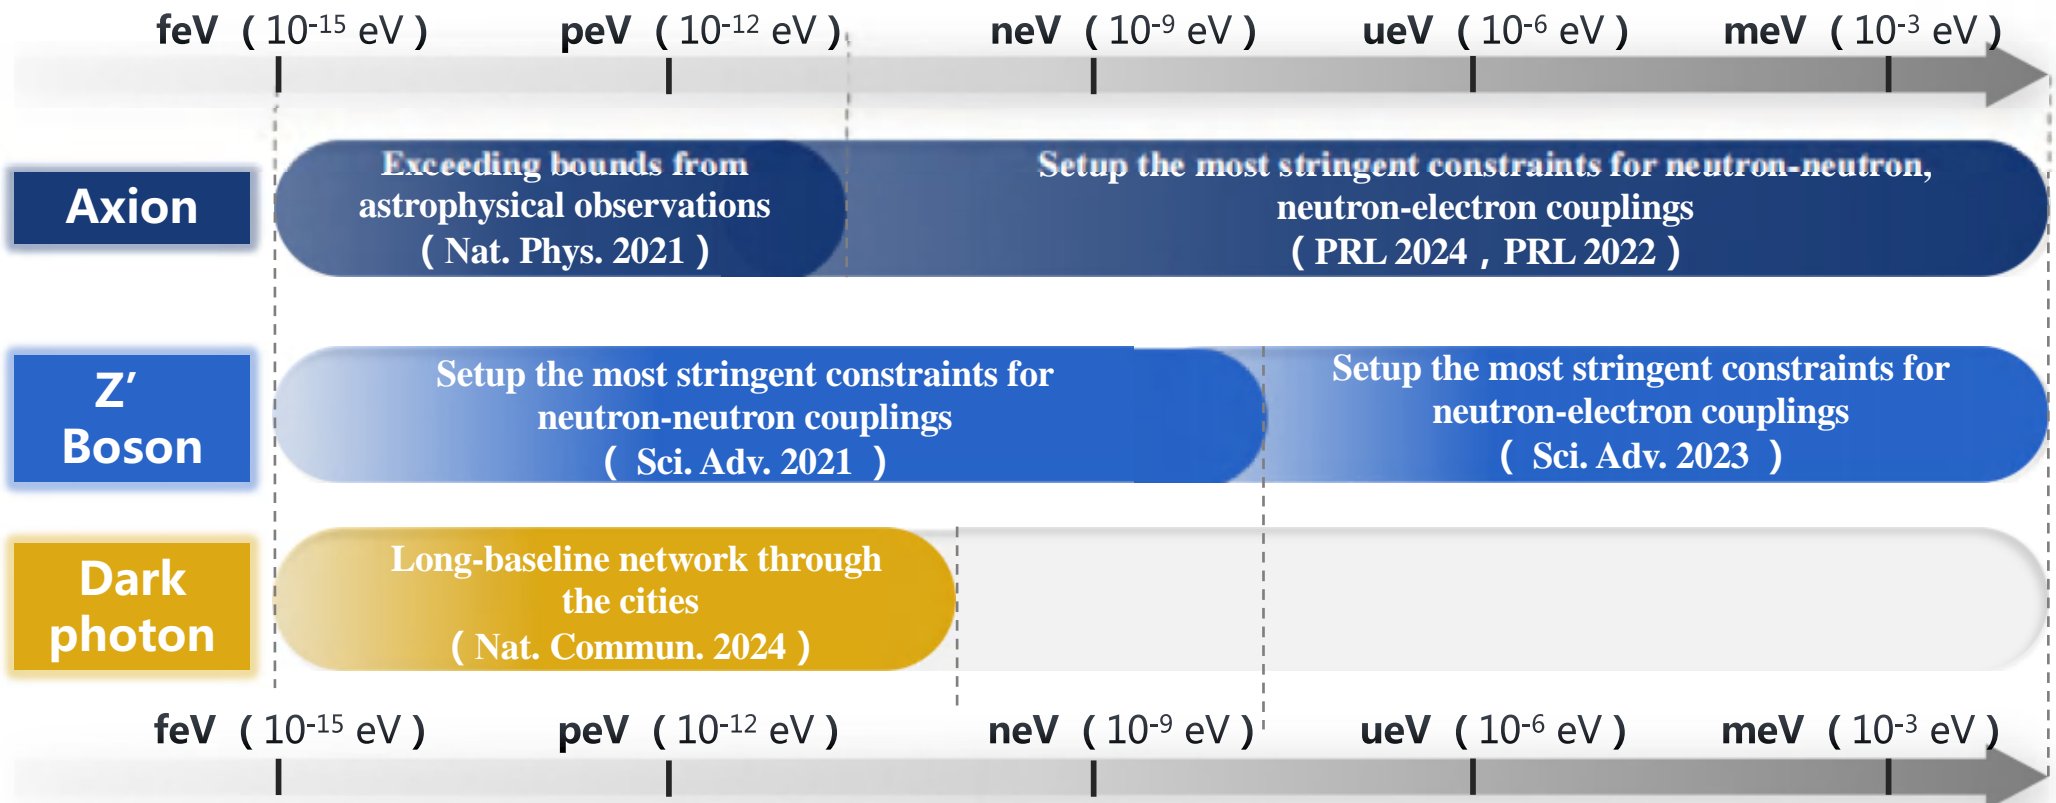 feV ( 10-15 eV ) peV ( 10-12 eV ) neV ( 10-9 eV ) ueV ( 10-6 eV ) meV ( 10-3 eV )
Axion
Exceeding bounds from
astrophysical observations
( Nat. Phys. 2021 )
Setup the most stringent constraints for neutron-neutron,
neutron-electron couplings
( PRL 2024 , PRL 2022 )
Z’
Boson
Setup the most stringent constraints for
neutron-neutron couplings
( Sci. Adv. 2021 )
Setup the most stringent constraints for
neutron-electron couplings
( Sci. Adv. 2023 )
Dark
photon
Long-baseline network through
the cities
( Nat. Commun. 2024 )
feV ( 10-15 eV ) peV ( 10-12 eV ) neV ( 10-9 eV ) ueV ( 10-6 eV ) meV ( 10-3 eV )